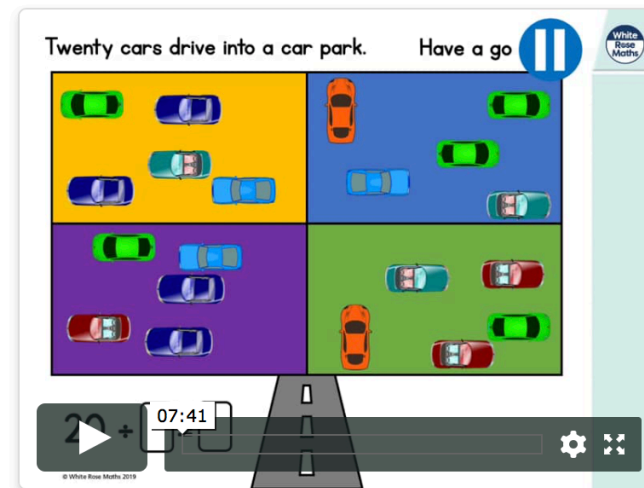 Twenty cars drive into a car park.
Have a go
White
Rose
Maths
20 ÷
07:41
© White Rose Maths 2019